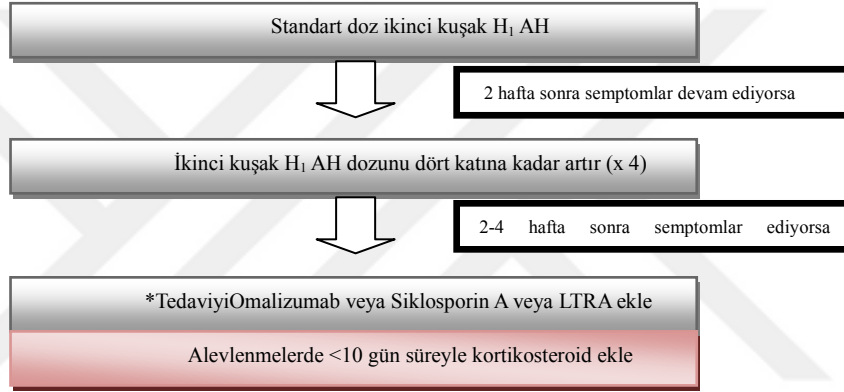 Standart doz ikinci kuşak H₁ AH
2 hafta sonra semptomlar devam ediyorsa
İkinci kuşak H₁ AH dozunu dört katına kadar artır (x 4)
2-4 hafta sonra semptomlar ediyorsa
*TedaviyiOmalizumab veya Siklosporin A veya LTRA ekle
Alevlenmelerde <10 gün süreyle kortikosteroid ekle